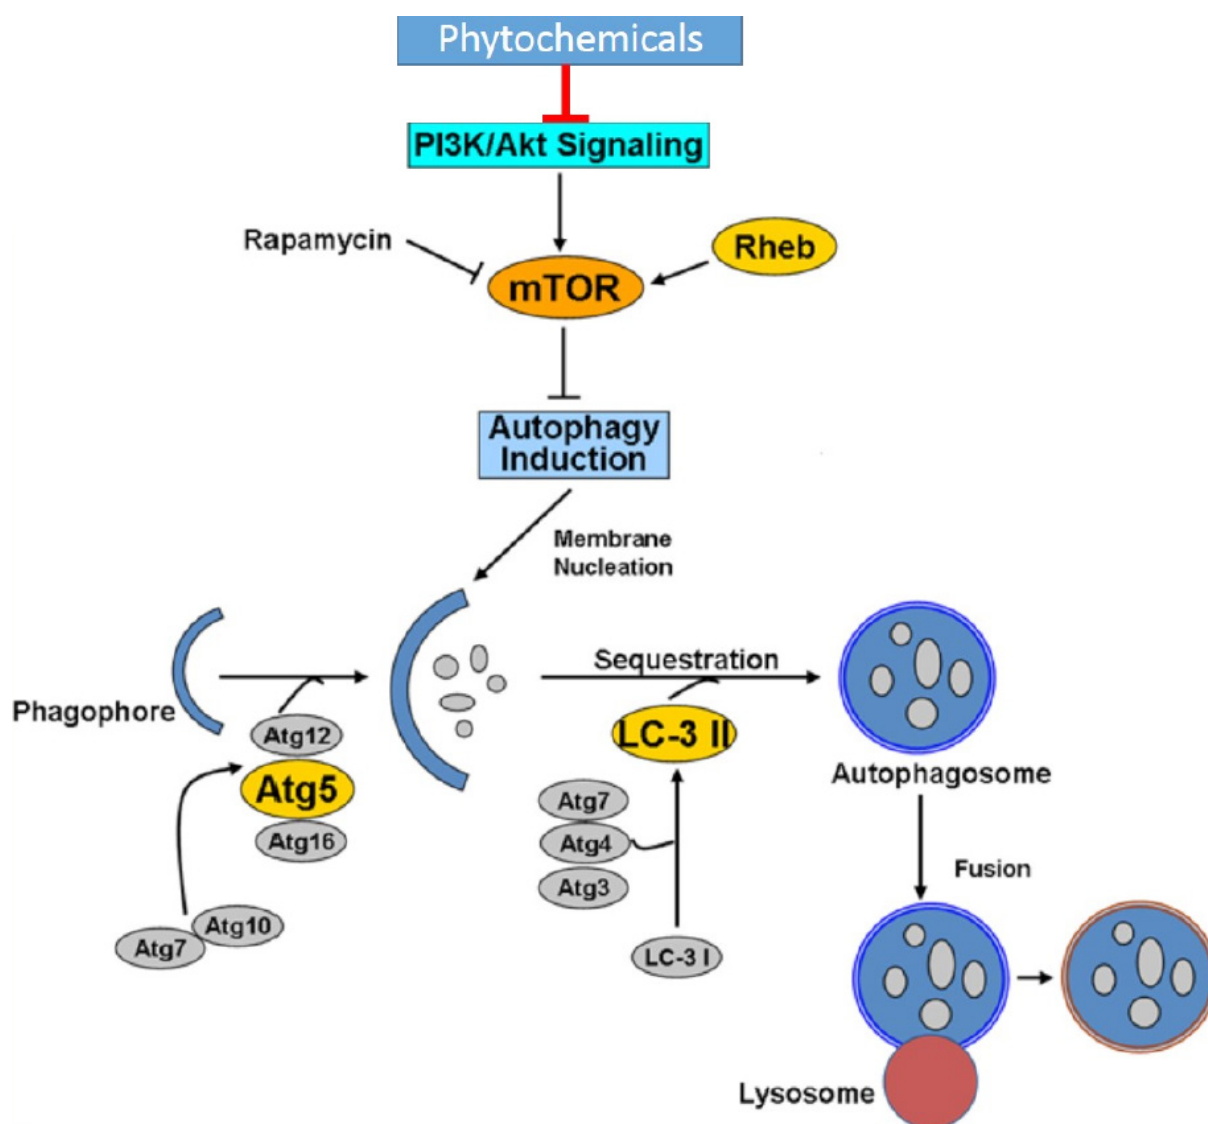 Phytochemicals
PI3K/Akt Signaling
Rapamycin
Rheb
mTOR
Autophagy
Induction
Membrane
Nucleation
Sequestration
Phagophore
Atg12
LC-3 II
Autophagosome
Atg5
Atg7
Atg16
Atg4
Fusion
Atg3
Atg10
Atg7
LC-3 I
Lysosome